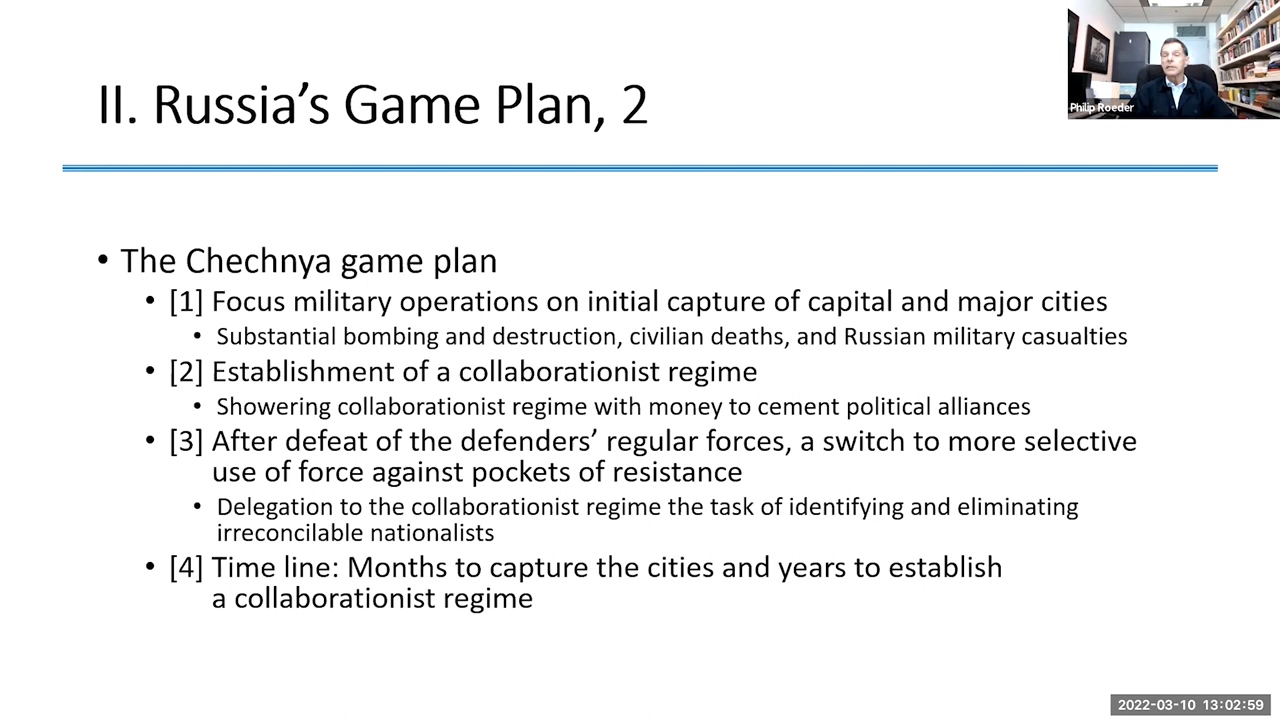 II. Russia’s Game Plan, 2
Philip Roeder
• The Chechnya game plan
• [1] Focus military operations on initial capture of capital and major cities
• Substantial bombing and destruction, civilian deaths, and Russian military casualties
• [2] Establishment of a collaborationist regime
• Showering collaborationist regime with money to cement political alliances
• [3] After defeat of the defenders’ regular forces, a switch to more selective
use of force against pockets of resistance
• Delegation to the collaborationist regime the task of identifying and eliminating
irreconcilable nationalists
• [4] Time line: Months to capture the cities and years to establish
a collaborationist regime
2022-03-10 13:02:59